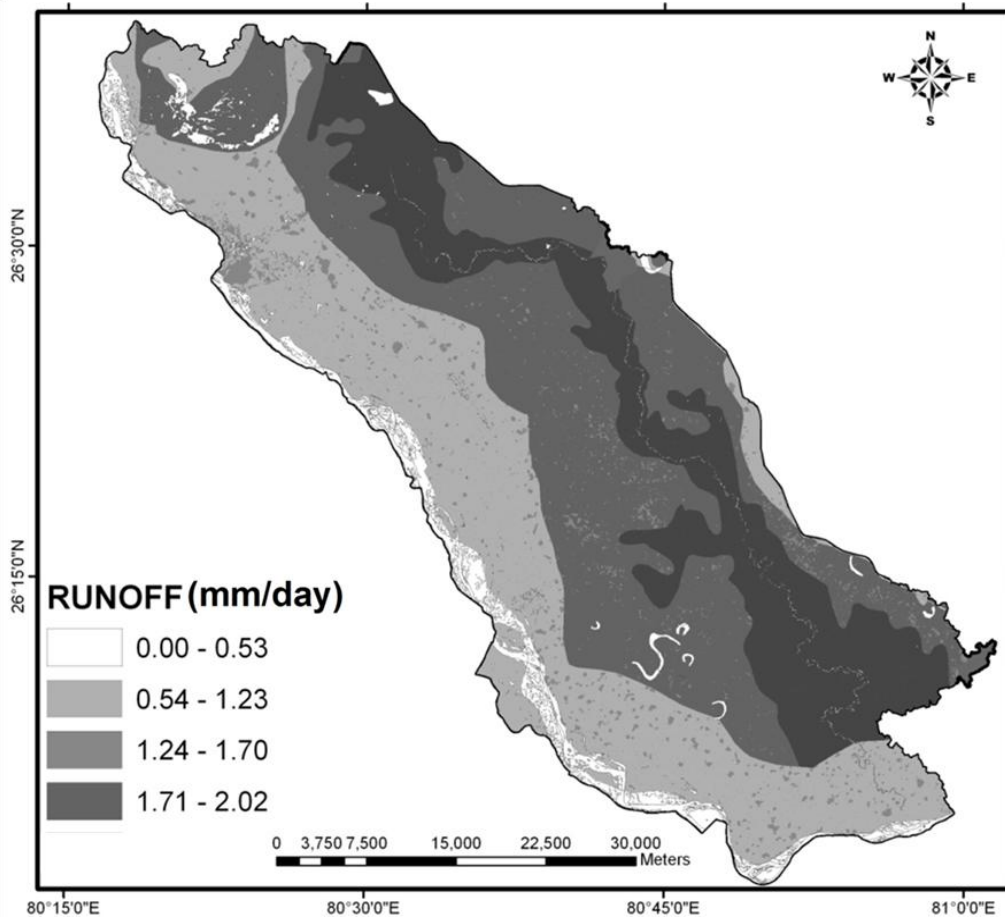 N
W E
S
26°30'0"N
26°15'0"N
RUNOFF (mm/day)
0.00 - 0.53
0.54 - 1.23
1.24 - 1.70
1.71 - 2.02
0 3,750 7,500 15,000 22,500 30,000
Meters
80°15'0"E 80°30'0"E 80°45'0"E 81°0'0"E